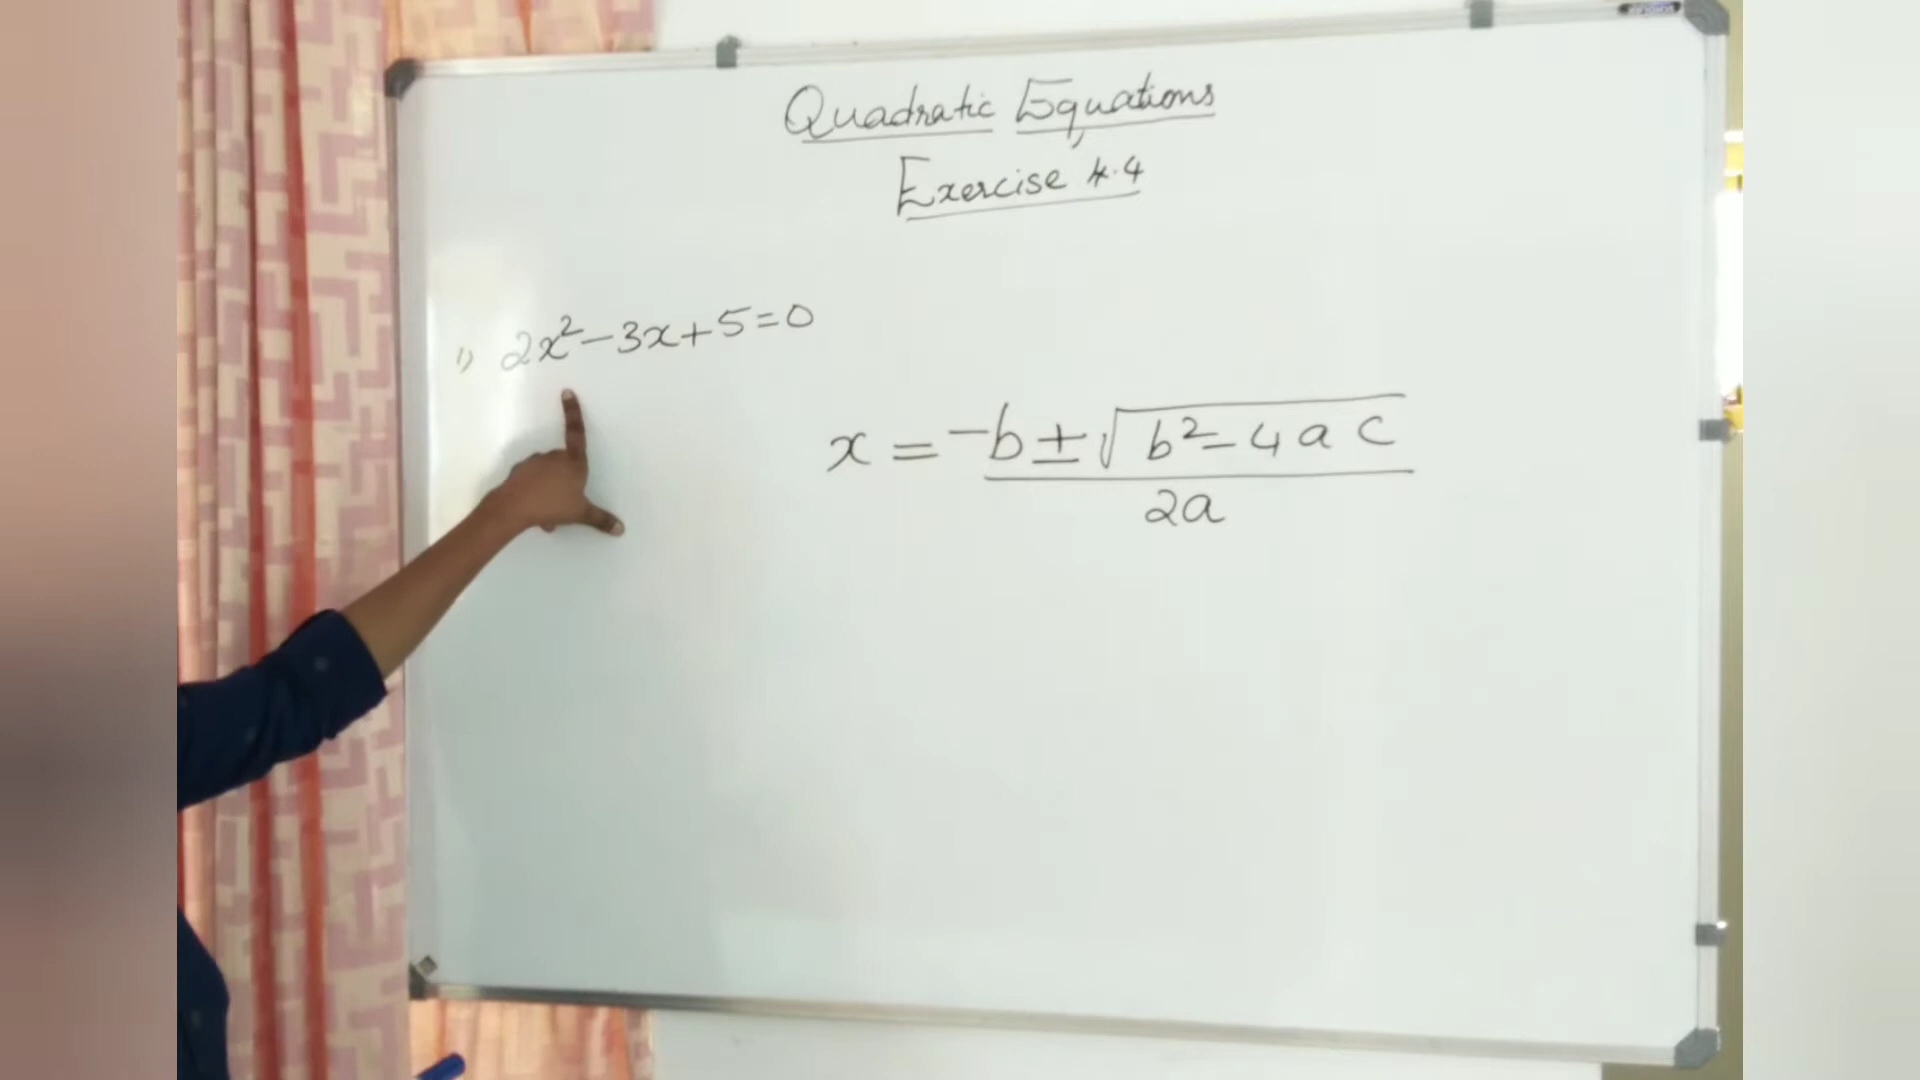 Quadratic Equations
Exercise 4.4
1) 2x²-3x+5=0
x = -b±√b²-4ac
2a